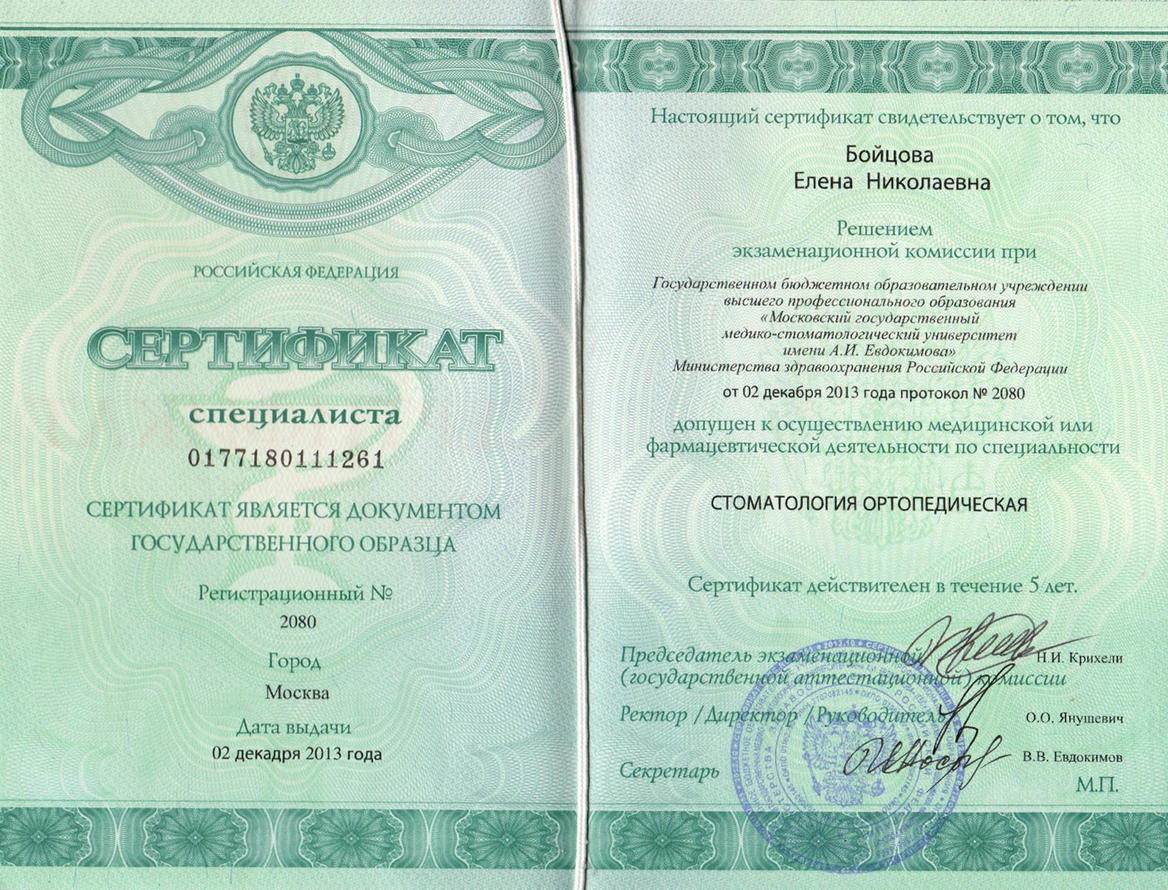 РОССИЙСКАЯ ФЕДЕРАЦИЯ
СЕРТИФИКАТ
специалиста
0177180111261
СЕРТИФИКАТ ЯВЛЯЕТСЯ ДОКУМЕНТОМ
ГОСУДАРСТВЕННОГО ОБРАЗЦА
Регистрационный №
2080
Город
Москва
Дата выдачи
02 декадря 2013 года
Настоящий сертификат свидетельствует о том, что
Бойцова
Елена Николаевна
Решением
экзаменационной комиссии при
Государственном бюджетном образовательном учреждении
высшего профессионального образования
«Московский государственный
медико-стоматологический университет
имени А.И. Евдокимова»
Министерства здравоохранения Российской Федерации
от 02 декабря 2013 года протокол № 2080
допущен к осуществлению медицинской или
фармацевтической деятельности по специальности
СТОМАТОЛОГИЯ ОРТОПЕДИЧЕСКАЯ
Сертификат действителен в течение 5 лет.
Председатель экзаменационной
(государственной аттестационной) комиссии
Н.И. Крихели
Ректор /Директор /Руководитель
О.О. Янушевич
Секретарь
В.В. Евдокимов
М.П.